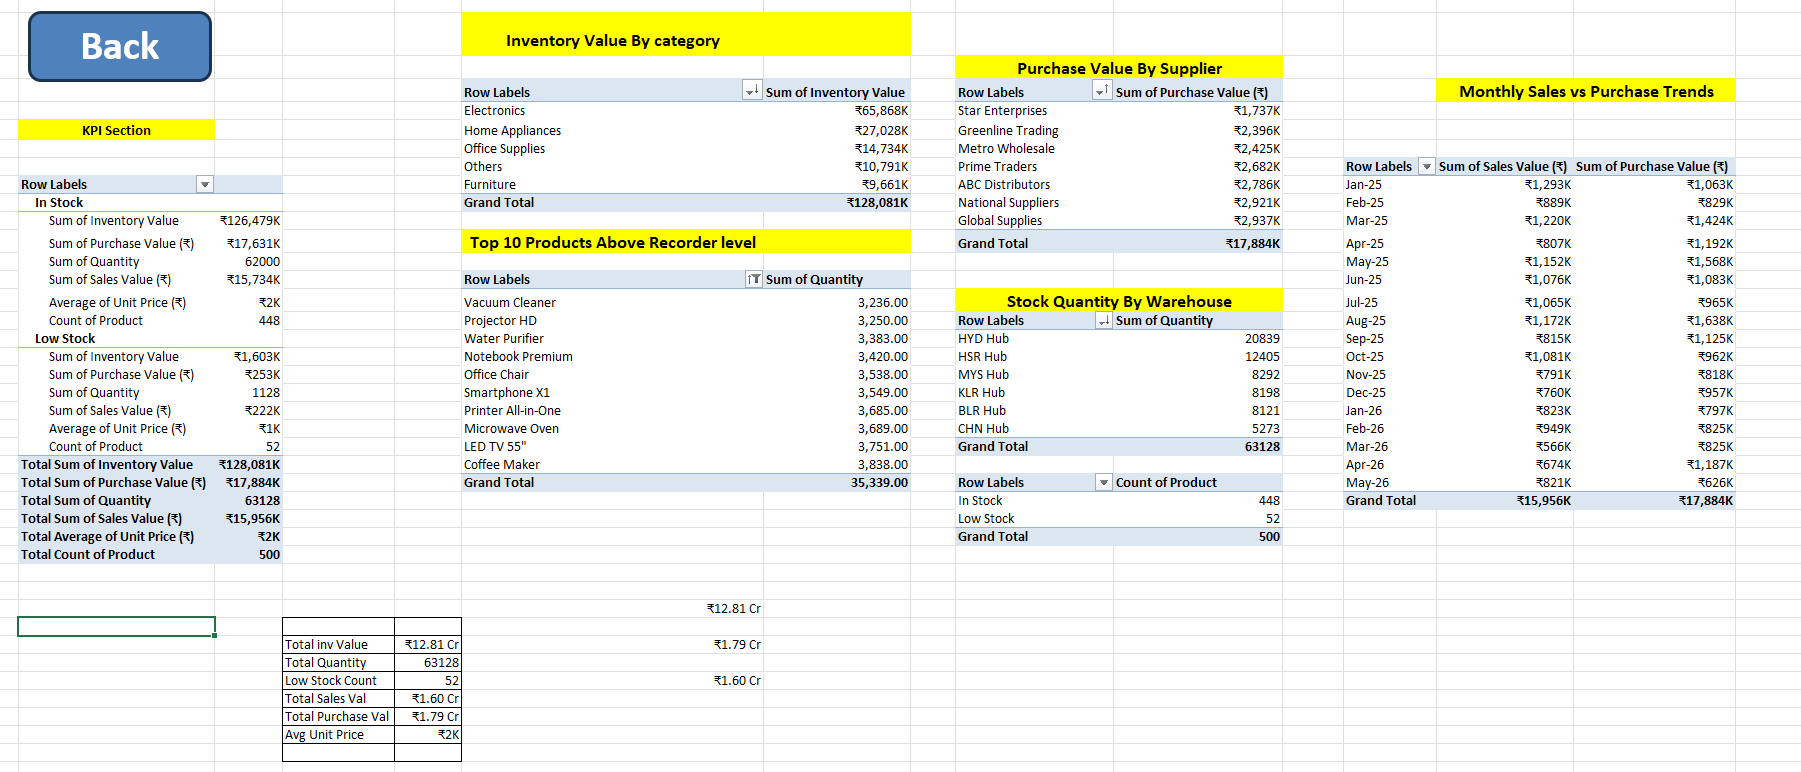 Back
Inventory Value By category
Row Labels Sum of Inventory Value
Electronics ₹65,868K
Home Appliances ₹27,028K
Office Supplies ₹14,734K
Others ₹10,791K
Furniture ₹9,661K
Grand Total ₹128,081K
Purchase Value By Supplier
Row Labels Sum of Purchase Value (₹)
Star Enterprises ₹1,737K
Greenline Trading ₹2,396K
Metro Wholesale ₹2,425K
Prime Traders ₹2,682K
ABC Distributors ₹2,786K
National Suppliers ₹2,921K
Global Supplies ₹2,937K
Grand Total ₹17,884K
Monthly Sales vs Purchase Trends
Row Labels Sum of Sales Value (₹) Sum of Purchase Value (₹)
Jan-25 ₹1,293K ₹1,063K
Feb-25 ₹889K ₹829K
Mar-25 ₹1,220K ₹1,424K
Apr-25 ₹807K ₹1,192K
May-25 ₹1,152K ₹1,568K
Jun-25 ₹1,076K ₹1,083K
Jul-25 ₹1,065K ₹965K
Aug-25 ₹1,172K ₹1,638K
Sep-25 ₹815K ₹1,125K
Oct-25 ₹1,081K ₹962K
Nov-25 ₹791K ₹818K
Dec-25 ₹760K ₹957K
Jan-26 ₹823K ₹797K
Feb-26 ₹949K ₹825K
Mar-26 ₹566K ₹825K
Apr-26 ₹674K ₹1,187K
May-26 ₹821K ₹626K
Grand Total ₹15,956K ₹17,884K
KPI Section
Row Labels
In Stock
Sum of Inventory Value ₹126,479K
Sum of Purchase Value (₹) ₹17,631K
Sum of Quantity 62000
Sum of Sales Value (₹) ₹15,734K
Average of Unit Price (₹) ₹2K
Count of Product 448
Low Stock
Sum of Inventory Value ₹1,603K
Sum of Purchase Value (₹) ₹253K
Sum of Quantity 1128
Sum of Sales Value (₹) ₹222K
Average of Unit Price (₹) ₹1K
Count of Product 52
Total Sum of Inventory Value ₹128,081K
Total Sum of Purchase Value (₹) ₹17,884K
Total Sum of Quantity 63128
Total Sum of Sales Value (₹) ₹15,956K
Total Average of Unit Price (₹) ₹2K
Total Count of Product 500
Top 10 Products Above Recorder level
Row Labels Sum of Quantity
Vacuum Cleaner 3,236.00
Projector HD 3,250.00
Water Purifier 3,383.00
Notebook Premium 3,420.00
Office Chair 3,538.00
Smartphone X1 3,549.00
Printer All-in-One 3,685.00
Microwave Oven 3,689.00
LED TV 55" 3,751.00
Coffee Maker 3,838.00
Grand Total 35,339.00
Stock Quantity By Warehouse
Row Labels Sum of Quantity
HYD Hub 20839
HSR Hub 12405
MYS Hub 8292
KLR Hub 8198
BLR Hub 8121
CHN Hub 5273
Grand Total 63128
Row Labels Count of Product
In Stock 448
Low Stock 52
Grand Total 500
₹12.81 Cr
₹1.79 Cr
₹1.60 Cr
Total inv Value ₹12.81 Cr
Total Quantity 63128
Low Stock Count 52
Total Sales Val ₹1.60 Cr
Total Purchase Val ₹1.79 Cr
Avg Unit Price ₹2K